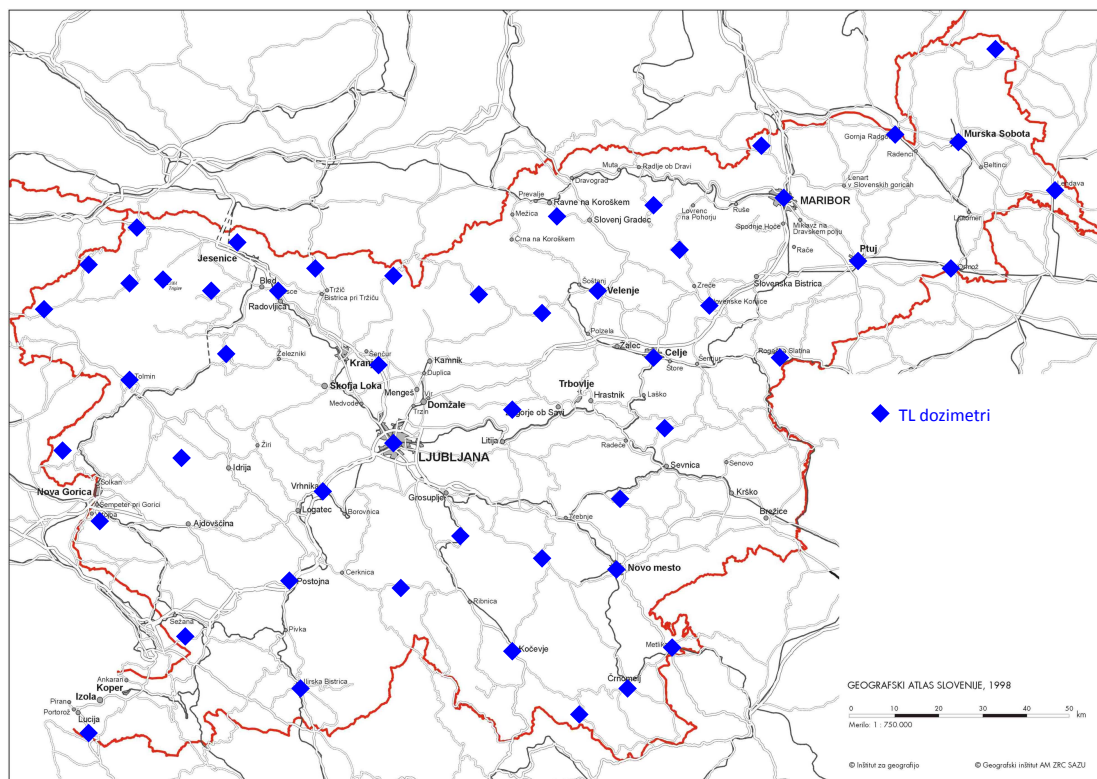 Murska Sobota
Gornja Radgo
Radenci
Beltinci
Lendava
Ljutomer
Ormož
Lenart
v Slovenskih goricah
MARIBOR
Ruše
Spodnje Hoče
Miklavž na
Dravskem polju
Rače
Ptuj
Slovenska Bistrica
Muta
Radlje ob Dravi
Dravograd
Prevalje
Ravne na Koroškem
Mežica
Slovenj Gradec
Črna na Koroškem
Lovrenc
na Pohorju
Šoštanj
Velenje
Zreče
Slovenske Konjice
Jesenice
Bled
Radovljica
Tržič
Bistrica pri Tržiču
Polzela
Žalec
Celje
Štore
Šentjur
Rogaška Slatina
Železniki
Šenčur
Kranj
Kamnik
Duplica
Škofja Loka
Mengeš
Vir
Domžale
Trzin
Medvode
Tolmin
Trbovlje
Hrastnik
Zagorje ob Savi
Laško
TL dozimetri
Žiri
Idrija
LJUBLJANA
Litija
Radeče
Sevnica
Senovo
Krško
Brežice
Solkan
Nova Gorica
Šempeter pri Gorici
Vrtojba
Ajdovščina
Vrhnika
Logatec
Borovnica
Grosuplje
Trebnje
Novo mesto
Cerknica
Postojna
Ribnica
Pivka
Sežana
Kočevje
Metlika
Črnomelj
Ilirska Bistrica
Ankaran
Koper
Izola
Piran
Portorož
Lucija
GEOGRAFSKI ATLAS SLOVENIJE, 1998
0 10 20 30 40 50 km
Merilo: 1 : 750 000
© Inštitut za geografijo © Geografski inštitut AM ZRC SAZU